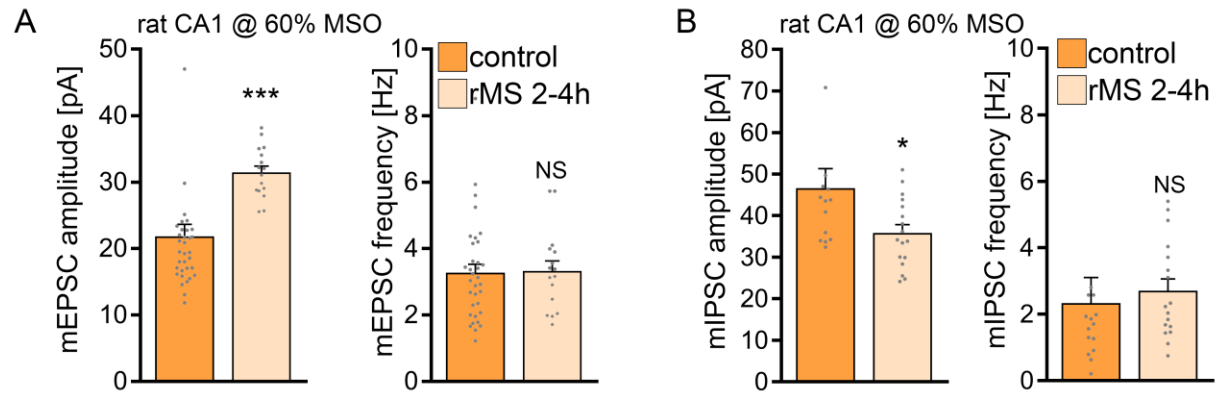 A
rat CA1 @ 60% MSO
mEPSC amplitude [pA]
50
40
30
20
10
0
***
mEPSC frequency [Hz]
10
8
6
4
2
0
control
rMS 2-4h
NS
B
rat CA1 @ 60% MSO
mIPSC amplitude [pA]
80
70
60
50
40
30
20
10
0
*
mIPSC frequency [Hz]
10
8
6
4
2
0
control
rMS 2-4h
NS